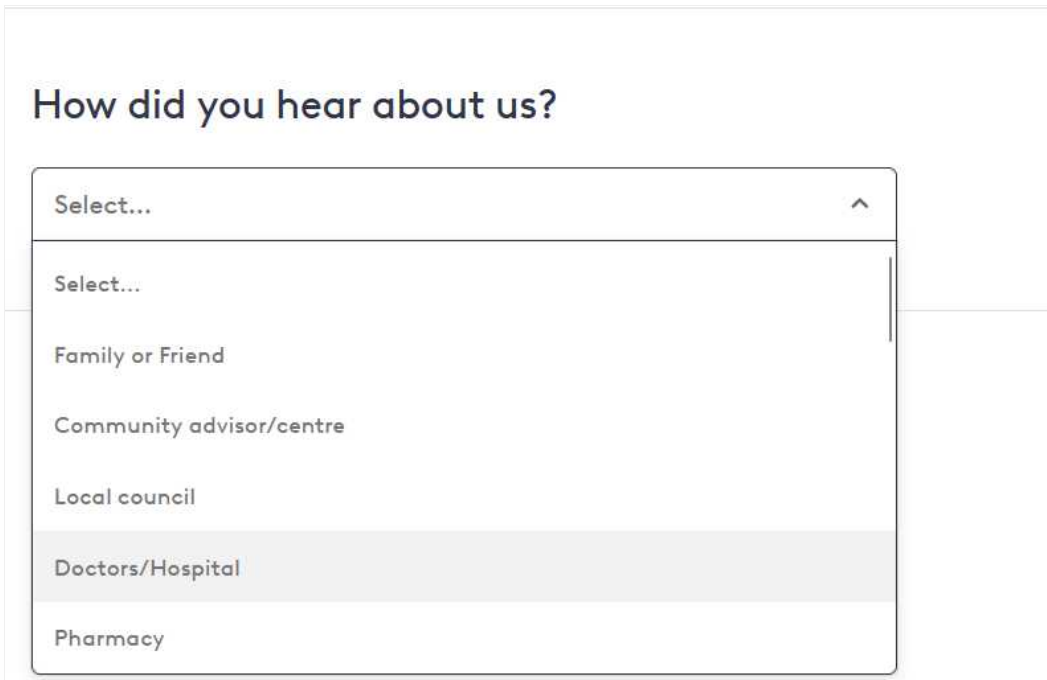 How did you hear about us?
Select...
Select...
Family or Friend
Community advisor/centre
Local council
Doctors/Hospital
Pharmacy